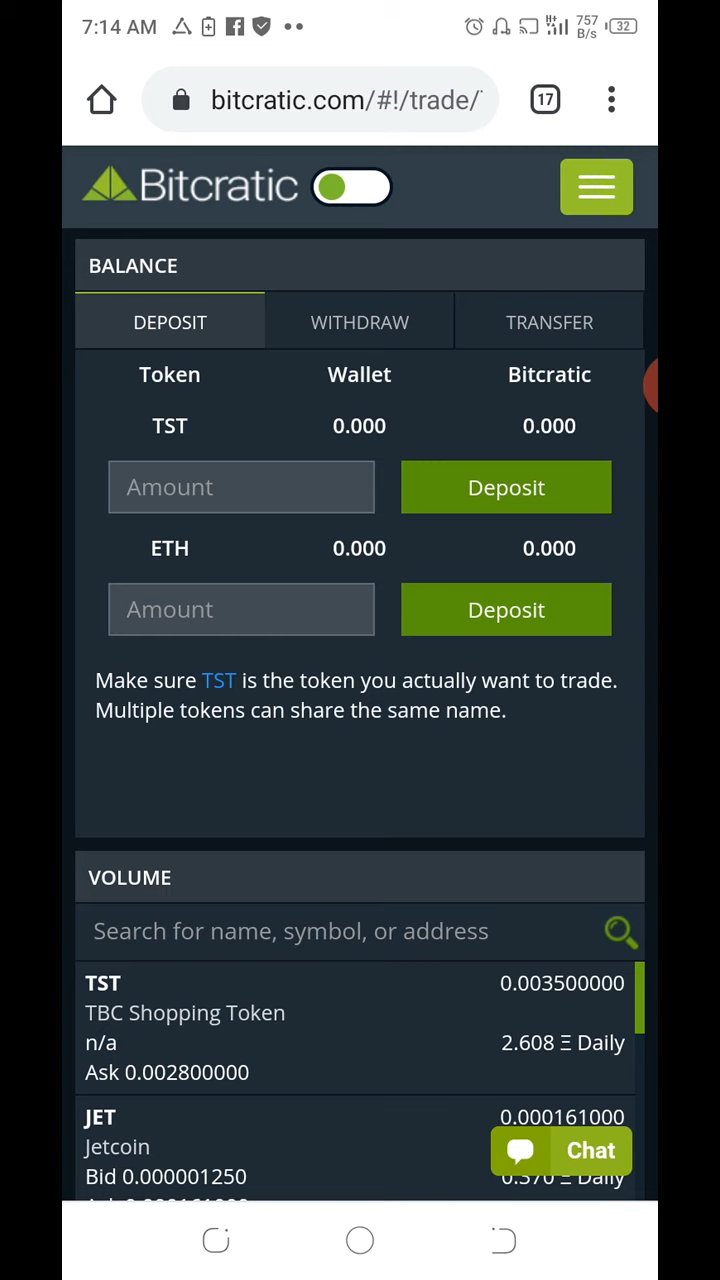 7:14 AM
757
B/s
32
bitcratic.com/#!/trade/
17
Bitcratic
BALANCE
DEPOSIT WITHDRAW TRANSFER
Token Wallet Bitcratic
TST 0.000 0.000
Amount Deposit
ETH 0.000 0.000
Amount Deposit
Make sure TST is the token you actually want to trade.
Multiple tokens can share the same name.
VOLUME
Search for name, symbol, or address
TST 0.003500000
TBC Shopping Token
n/a 2.608 Ξ Daily
Ask 0.002800000
JET 0.000161000
Jetcoin
Chat
Bid 0.000001250 0.370 Ξ Daily